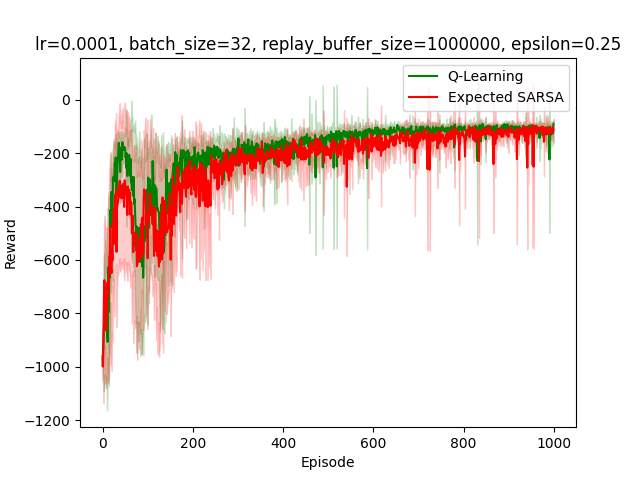 lr=0.0001, batch_size=32, replay_buffer_size=1000000, epsilon=0.25
Q-Learning
Expected SARSA
0
−200
−400
−600
−800
−1000
−1200
Reward
0 200 400 600 800 1000
Episode